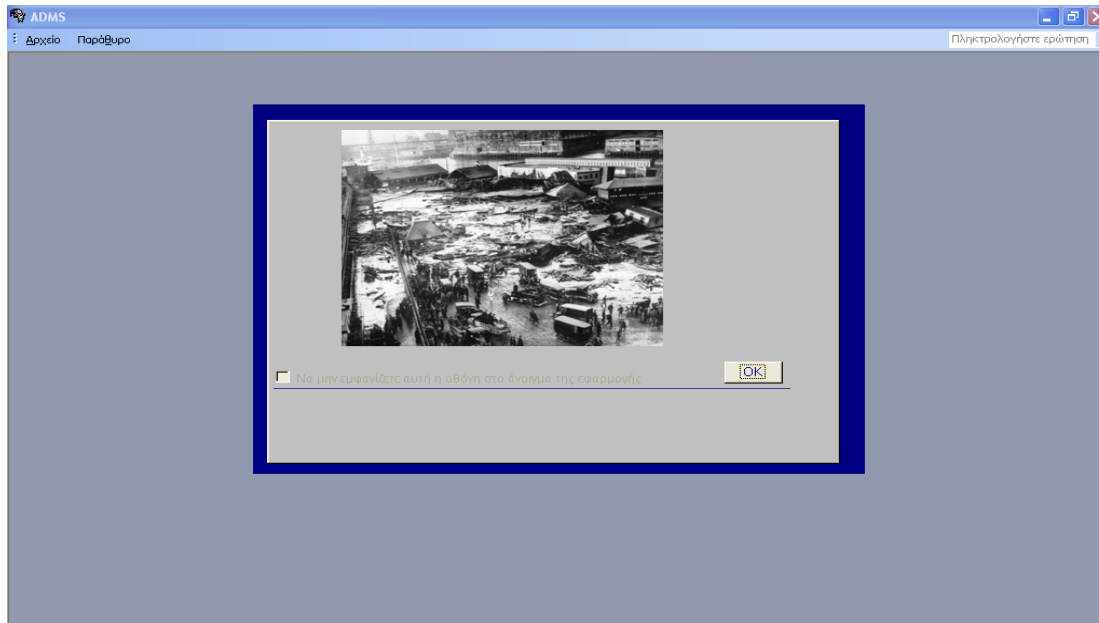 ADMS
Αρχείο Παράθυρο Πληκτρολογήστε ερώτηση
Να μην εμφανίζετε αυτή η οθόνη στο άνοιγμα της εφαρμογής OK